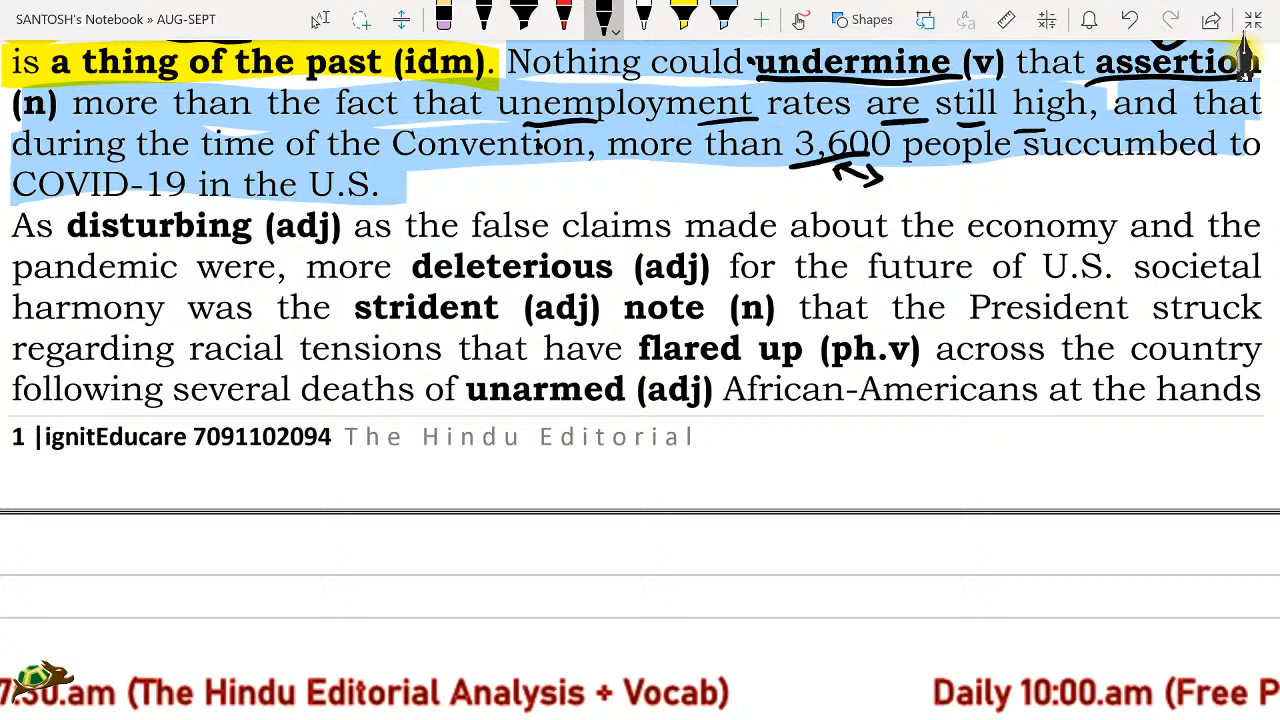 SANTOSH's Notebook » AUG-SEPT
Shapes
is a thing of the past (idm). Nothing could undermine (v) that assertion
(n) more than the fact that unemployment rates are still high, and that
during the time of the Convention, more than 3,600 people succumbed to
COVID-19 in the U.S.
As disturbing (adj) as the false claims made about the economy and the
pandemic were, more deleterious (adj) for the future of U.S. societal
harmony was the strident (adj) note (n) that the President struck
regarding racial tensions that have flared up (ph.v) across the country
following several deaths of unarmed (adj) African-Americans at the hands
1 |ignitEducare 7091102094 The Hindu Editorial
7.30.am (The Hindu Editorial Analysis + Vocab) Daily 10:00.am (Free P